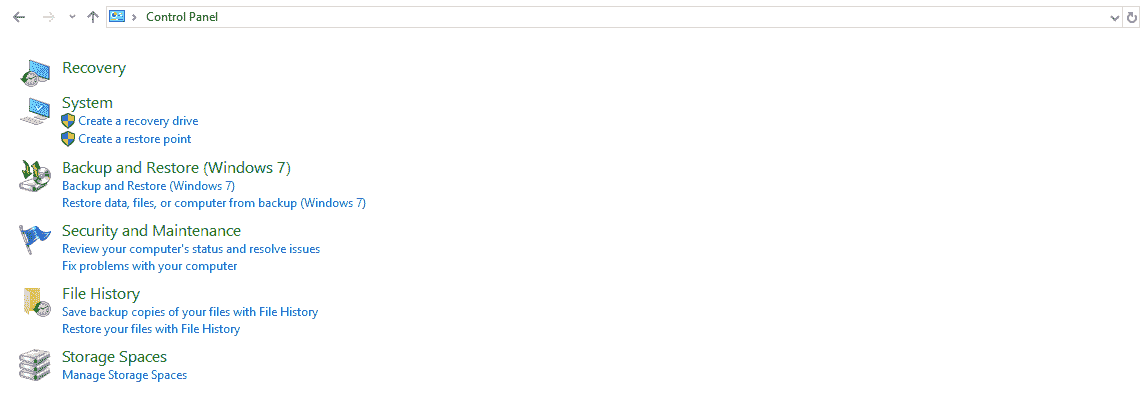 Control Panel
Recovery
System
Create a recovery drive
Create a restore point
Backup and Restore (Windows 7)
Backup and Restore (Windows 7)
Restore data, files, or computer from backup (Windows 7)
Security and Maintenance
Review your computer's status and resolve issues
Fix problems with your computer
File History
Save backup copies of your files with File History
Restore your files with File History
Storage Spaces
Manage Storage Spaces